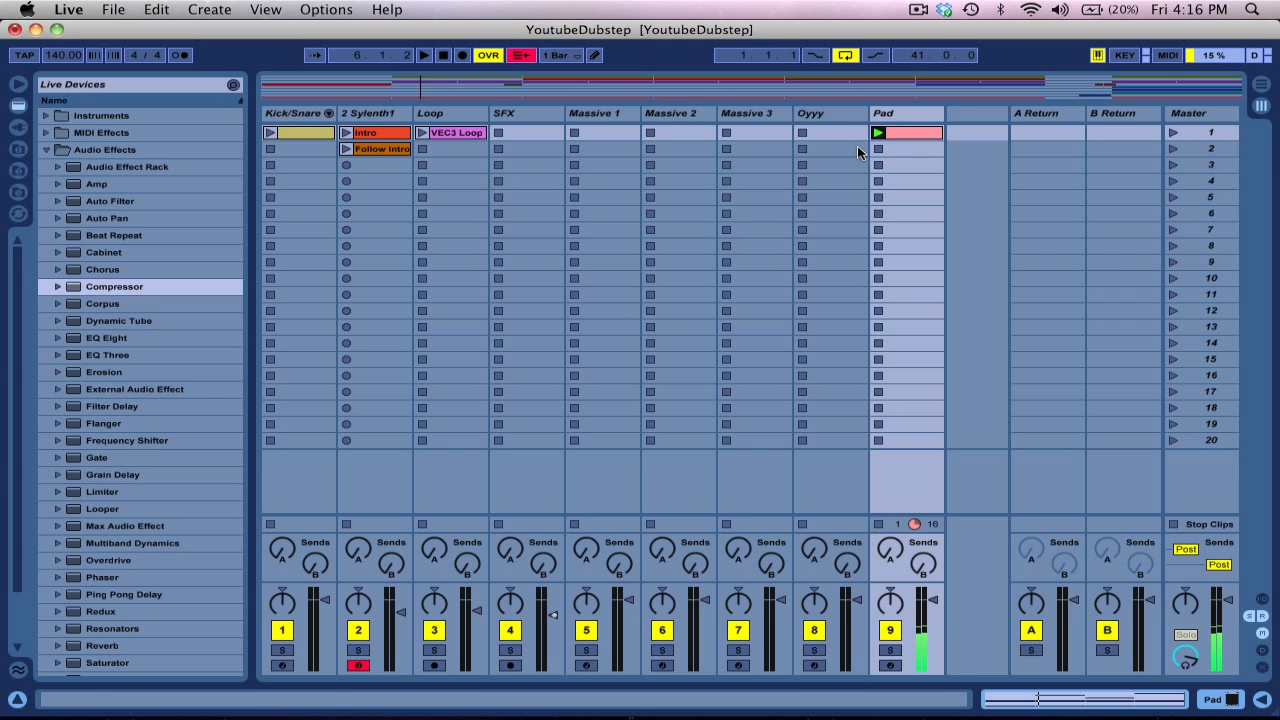 Live File Edit Create View Options Help (20%) Fri 4:16 PM
YoutubeDubstep [YoutubeDubstep]
TAP 140.00 4 / 4 6. 1. 2 OVR 1 Bar 1. 1. 1 41. 0. 0 KEY MIDI 15 % D
Live Devices
Name
Instruments
MIDI Effects
Audio Effects
Audio Effect Rack
Amp
Auto Filter
Auto Pan
Beat Repeat
Cabinet
Chorus
Compressor
Corpus
Dynamic Tube
EQ Eight
EQ Three
Erosion
External Audio Effect
Filter Delay
Flanger
Frequency Shifter
Gate
Grain Delay
Limiter
Looper
Max Audio Effect
Multiband Dynamics
Overdrive
Phaser
Ping Pong Delay
Redux
Resonators
Reverb
Saturator
Kick/Snare 2 Sylenth1 Loop SFX Massive 1 Massive 2 Massive 3 Oyyy Pad A Return B Return Master
Intro VEC3 Loop 1
Follow Intro 2
3
4
5
6
7
8
9
10
11
12
13
14
15
16
17
18
19
20
1 16 Stop Clips
Sends Sends Sends Sends Sends Sends Sends Sends Sends Sends Sends Sends
A A A A A A A A A A A Post
B B B B B B B B B B B Post
1 2 3 4 5 6 7 8 9 A B Solo
S S S S S S S S S S S
Pad